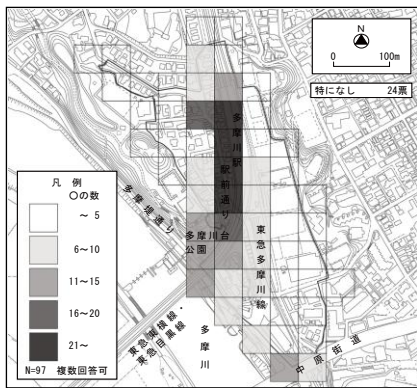 N
0 100m
特になし 24票
多摩川駅
駅前通り
多摩堤通り
多摩川台
公園
東急多摩川線
凡 例
○の数
～ 5
6～10
11～15
16～20
21～
N=97 複数回答可
東急東横線・
東急目黒線
多摩川
中原街道